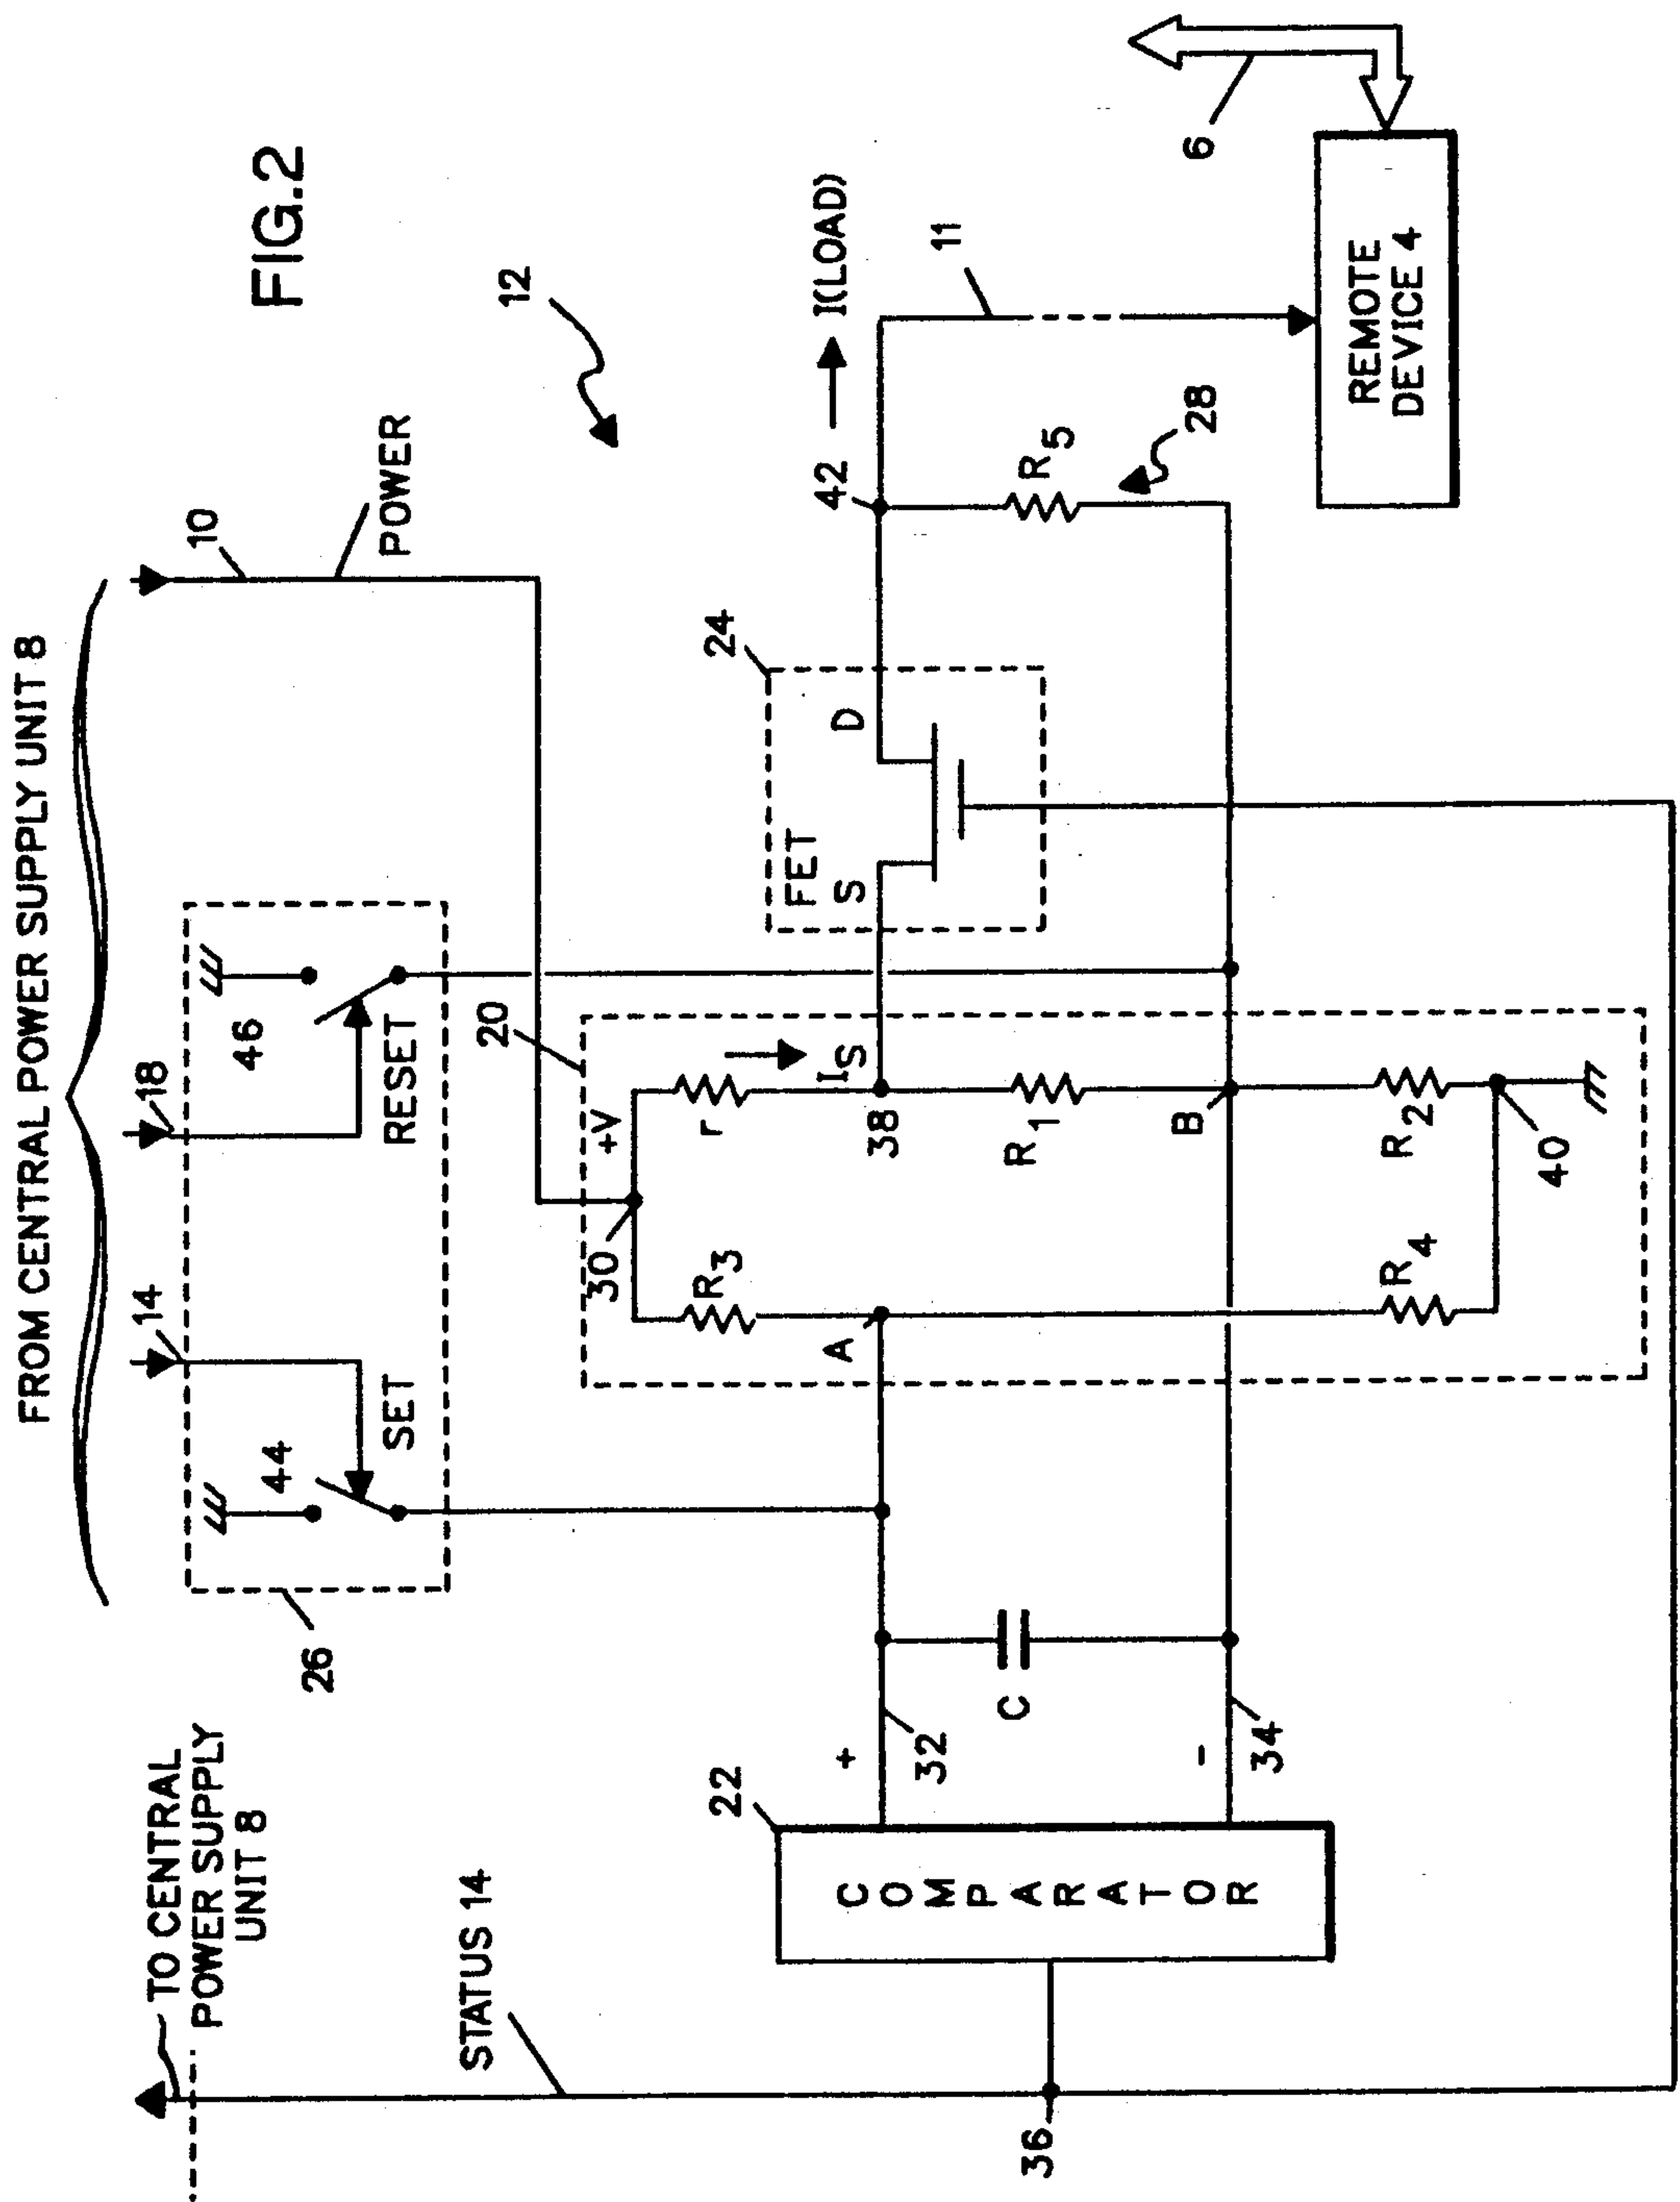 FIG.2
FROM CENTRAL POWER SUPPLY UNIT 8
TO CENTRAL
POWER SUPPLY
UNIT 8
STATUS 14
14
18
10
POWER
12
26
44
SET
46
RESET
20
30
+V
R3
r
IS
38
A
R1
B
R4
R2
40
24
FET
S
D
42
I(LOAD)
11
R5
28
6
REMOTE
DEVICE 4
22
+
32
C
-
34
COMPARATOR
36